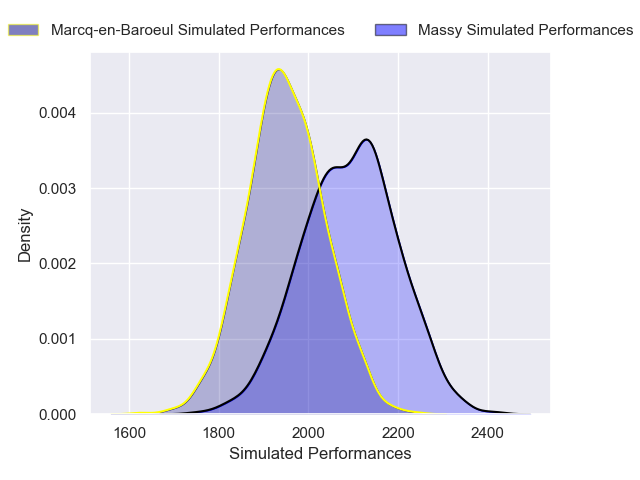 Marcq-en-Baroeul Simulated Performances
Massy Simulated Performances
0.004
0.003
0.002
0.001
0.000
Density
1600 1800 2000 2200 2400
Simulated Performances